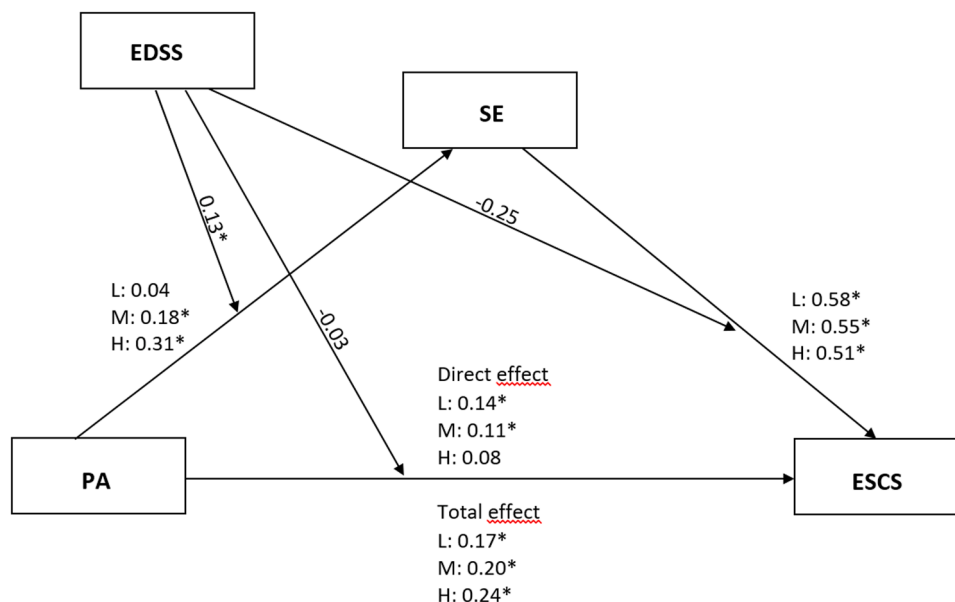 EDSS
SE
0.13*
-0.25
-0.03
L: 0.04
M: 0.18*
H: 0.31*
L: 0.58*
M: 0.55*
H: 0.51*
Direct effect
L: 0.14*
M: 0.11*
H: 0.08
PA
ESCS
Total effect
L: 0.17*
M: 0.20*
H: 0.24*